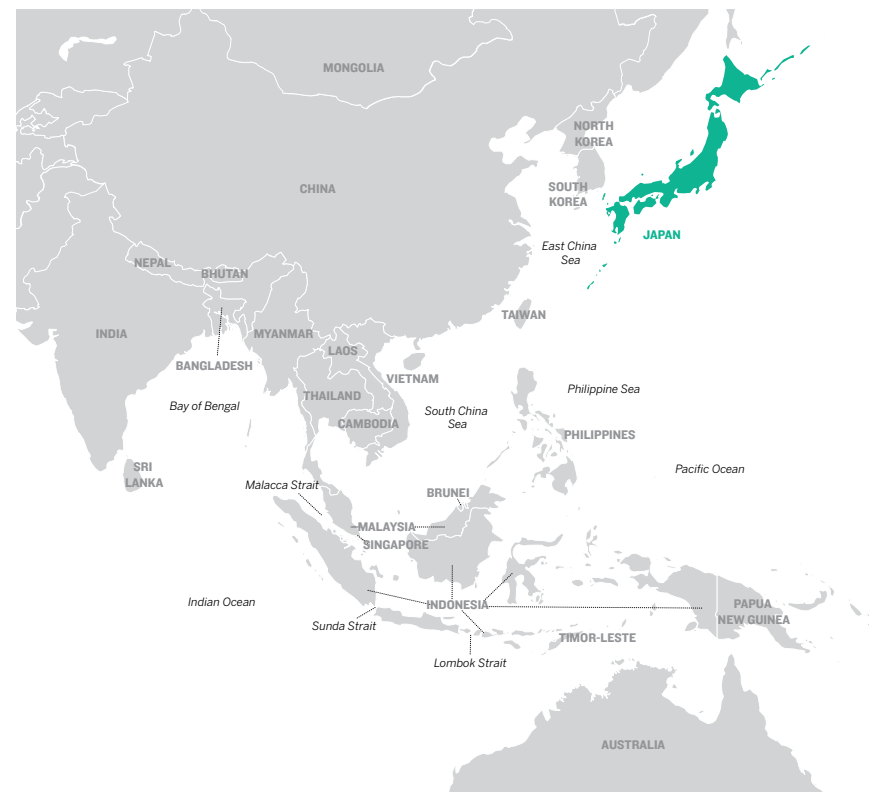 MONGOLIA
NORTH
KOREA
CHINA
SOUTH
KOREA
JAPAN
East China
Sea
NEPAL
BHUTAN
TAIWAN
INDIA
MYANMAR
LAOS
BANGLADESH
VIETNAM
Philippine Sea
THAILAND
Bay of Bengal
South China
Sea
CAMBODIA
PHILIPPINES
SRI
LANKA
Pacific Ocean
Malacca Strait
BRUNEI
MALAYSIA
SINGAPORE
Indian Ocean
INDONESIA
PAPUA
NEW GUINEA
Sunda Strait
TIMOR-LESTE
Lombok Strait
AUSTRALIA